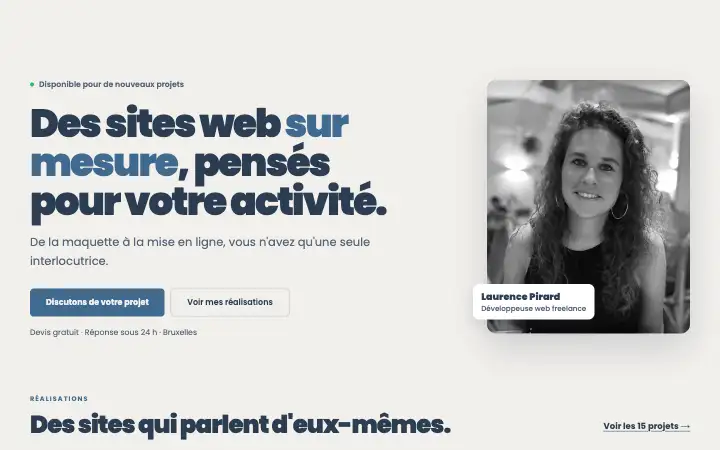 Disponible pour de nouveaux projets
Des sites web sur
mesure, pensés
pour votre activité.
De la maquette à la mise en ligne, vous n'avez qu'une seule
interlocutrice.
Discutons de votre projet
Voir mes réalisations
Devis gratuit · Réponse sous 24 h · Bruxelles
Laurence Pirard
Développeuse web freelance
RÉALISATIONS
Des sites qui parlent d'eux-mêmes.
Voir les 15 projets →